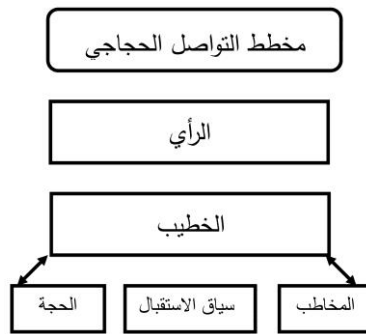 مخطط التواصل الحجاجي
الرأي
الخطيب
المخاطب
سياق الاستقبال
الحجة